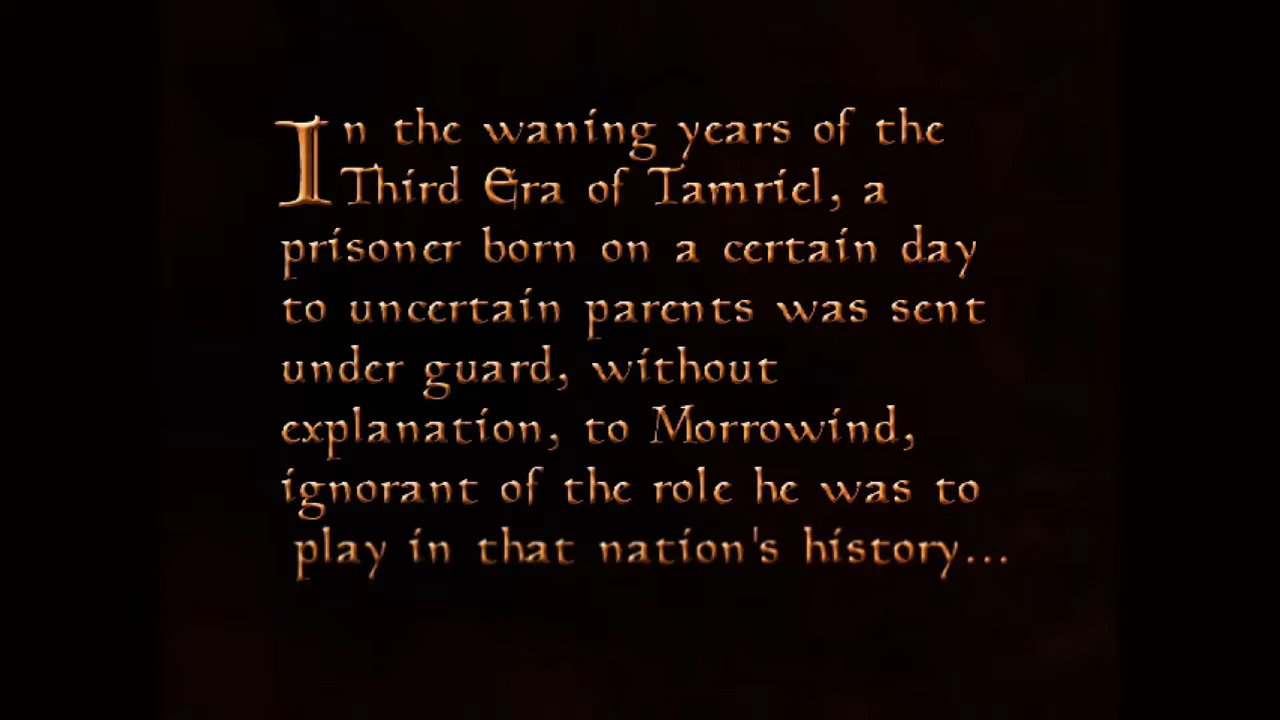 In the waning years of the
Third Era of Tamriel, a
prisoner born on a certain day
to uncertain parents was sent
under guard, without
explanation, to Morrowind,
ignorant of the role he was to
play in that nation's history...